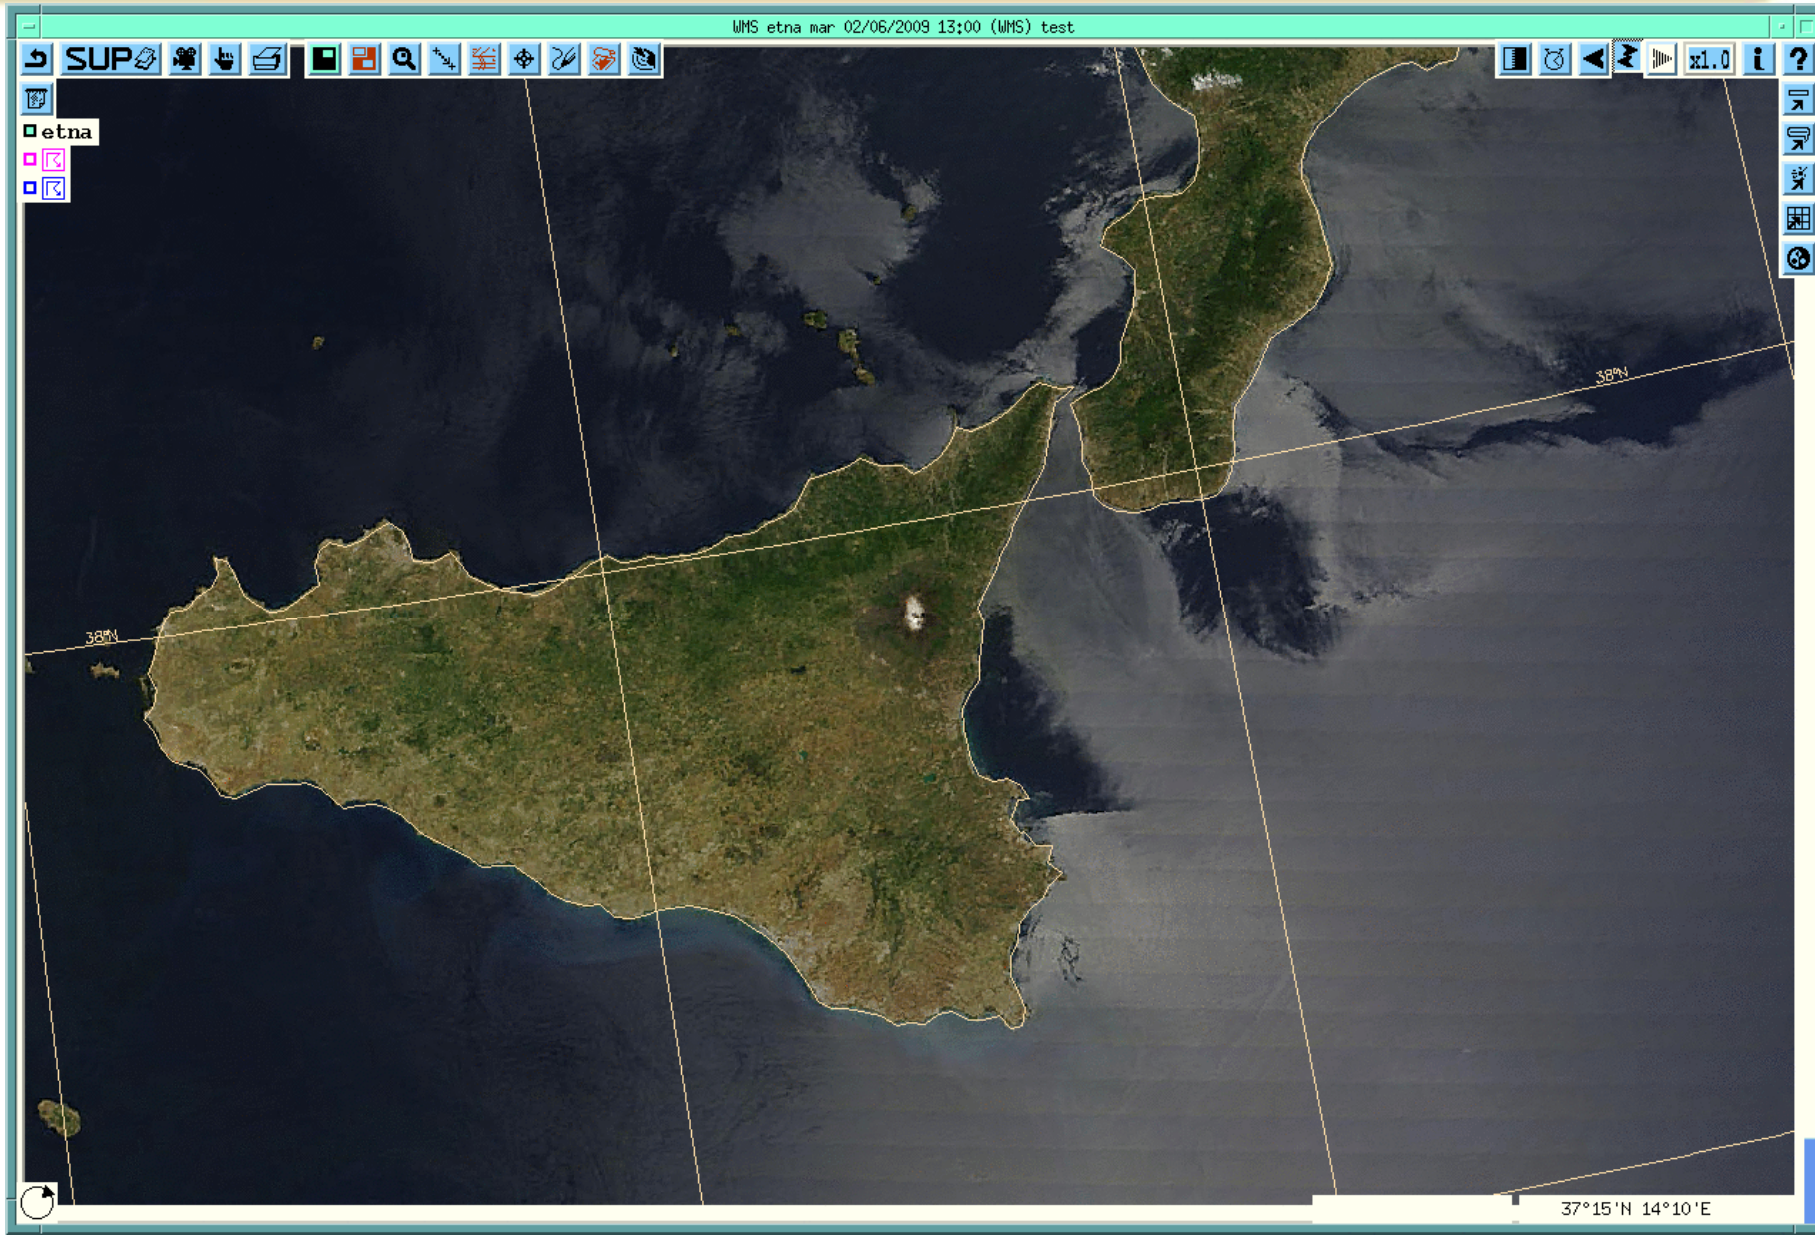 WMS etna mar 02/06/2009 13:00 (WMS) test
SUP
x1.0
i
?
etna
38°N
38°N
37°15'N 14°10'E